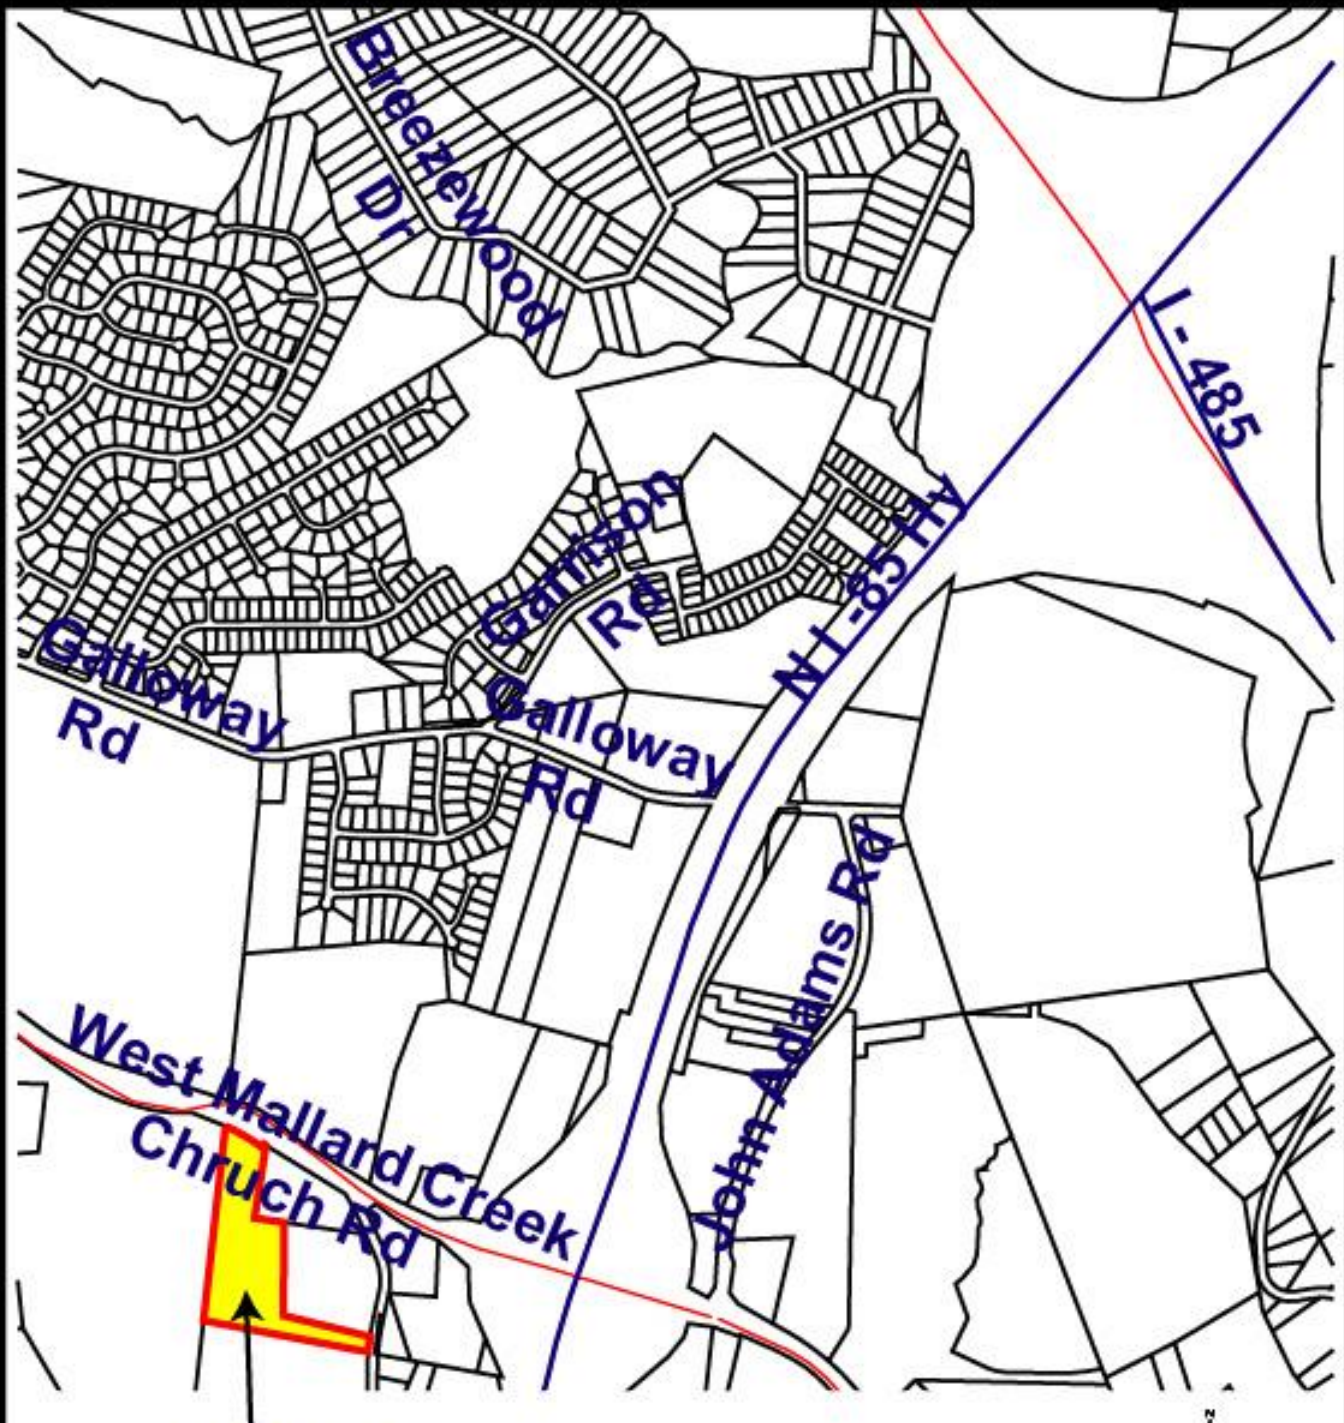 Breezewood
Dr
I - 485
Garrison
Rd
N I -85 Hy
Galloway
Rd
Galloway
Rd
John Adams Rd
West Mallard Creek
Chruch Rd
N